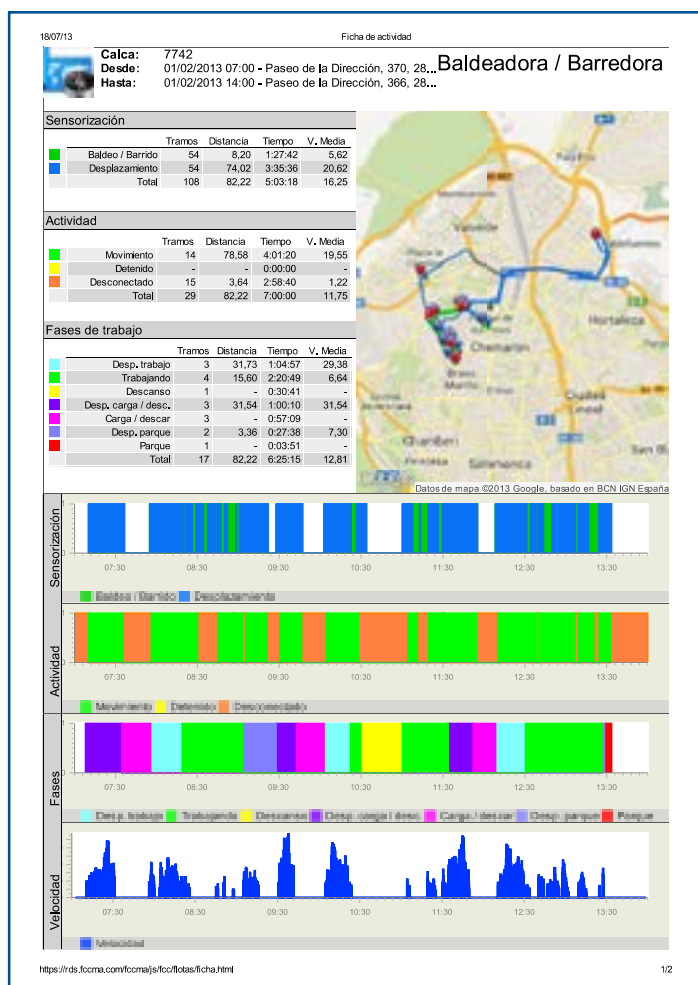 18/07/13 Ficha de actividad
Calca: 7742
Desde: 01/02/2013 07:00 - Paseo de la Dirección, 370, 28...
Hasta: 01/02/2013 14:00 - Paseo de la Dirección, 366, 28...
Baldeadora / Barredora
Sensorización
Tramos Distancia Tiempo V. Media
Baldeo / Barrido 54 8,20 1:27:42 5,62
Desplazamiento 54 74,02 3:35:36 20,62
Total 108 82,22 5:03:18 16,25
Actividad
Tramos Distancia Tiempo V. Media
Movimiento 14 78,58 4:01:20 19,55
Detenido - - 0:00:00 -
Desconectado 15 3,64 2:58:40 1,22
Total 29 82,22 7:00:00 11,75
Fases de trabajo
Tramos Distancia Tiempo V. Media
Desp. trabajo 3 31,73 1:04:57 29,38
Trabajando 4 15,60 2:20:49 6,64
Descanso 1 - 0:30:41 -
Desp. carga / desc. 3 31,54 1:00:10 31,54
Carga / descar 3 - 0:57:09 -
Desp. parque 2 3,36 0:27:38 7,30
Parque 1 - 0:03:51 -
Total 17 82,22 6:25:15 12,81
Valverde
Hortaleza
Chamartín
Bravo
Murillo
Ciudad
Lineal
Chamberí
Salamanca
San Bl
Datos de mapa ©2013 Google, basado en BCN IGN España
Sensorización
1
0
07:30 08:30 09:30 10:30 11:30 12:30 13:30
Baldeo / Barrido Desplazamiento
Actividad
1
0
07:30 08:30 09:30 10:30 11:30 12:30 13:30
Movimiento Detenido Desconectado
Fases
1
0
07:30 08:30 09:30 10:30 11:30 12:30 13:30
Desp. trabajo Trabajando Descanso Desp. carga / desc. Carga / descar Desp. parque Parque
Velocidad
07:30 08:30 09:30 10:30 11:30 12:30 13:30
Velocidad
https://rds.fccma.com/fccma/js/fcc/flotas/ficha.html 1/2